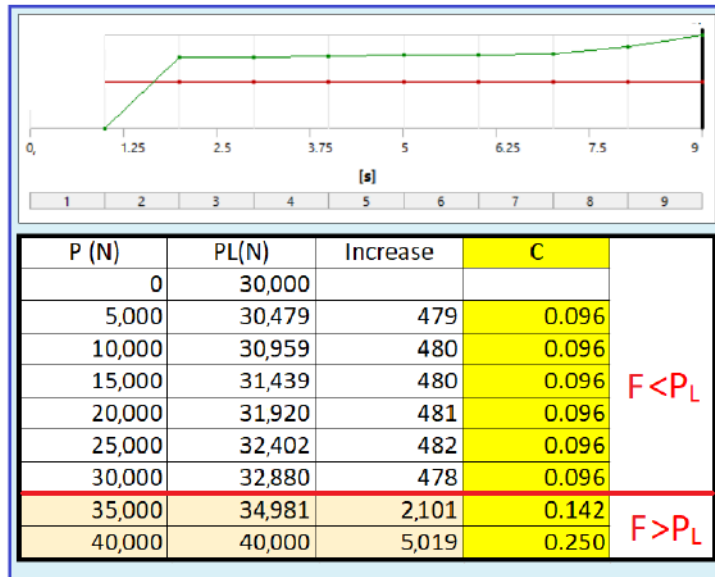 0, 1.25 2.5 3.75 5 6.25 7.5 9
[s]
1 2 3 4 5 6 7 8 9
P (N) PL(N) Increase C
0 30,000
5,000 30,479 479 0.096
10,000 30,959 480 0.096
15,000 31,439 480 0.096
20,000 31,920 481 0.096
F<PL
25,000 32,402 482 0.096
30,000 32,880 478 0.096
35,000 34,981 2,101 0.142
F>PL
40,000 40,000 5,019 0.250